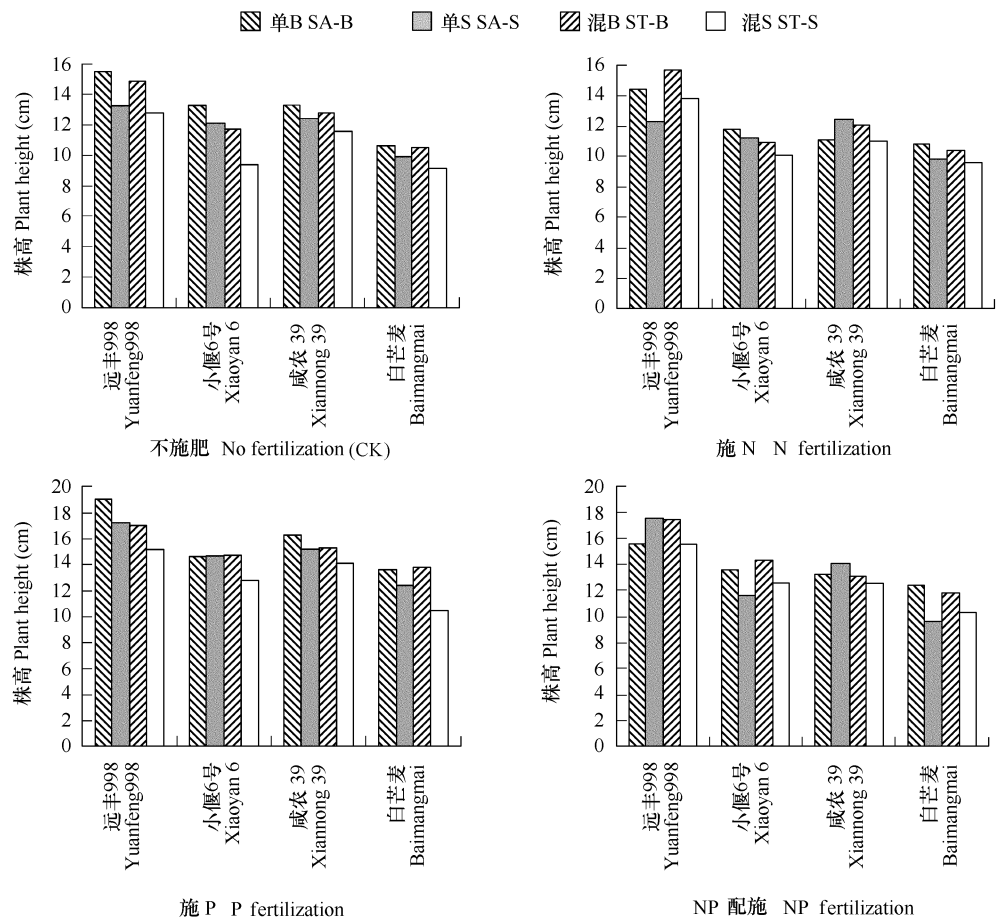 单B SA-B 单S SA-S 混B ST-B 混S ST-S
株高 Plant height (cm)
16
14
12
10
8
6
4
2
0
远丰998
Yuanfeng998
小偃6号
Xiaoyan 6
咸农 39
Xiannong 39
白芒麦
Baimangmai
不施肥 No fertilization (CK)
株高 Plant height (cm)
16
14
12
10
8
6
4
2
0
远丰998
Yuanfeng998
小偃6号
Xiaoyan 6
咸农 39
Xiannong 39
白芒麦
Baimangmai
施 N N fertilization
株高 Plant height (cm)
20
18
16
14
12
10
8
6
4
2
0
远丰998
Yuanfeng998
小偃6号
Xiaoyan 6
咸农 39
Xiannong 39
白芒麦
Baimangmai
施 P P fertilization
株高 Plant height (cm)
20
18
16
14
12
10
8
6
4
2
0
远丰998
Yuanfeng998
小偃6号
Xiaoyan 6
咸农 39
Xiannong 39
白芒麦
Baimangmai
NP 配施 NP fertilization